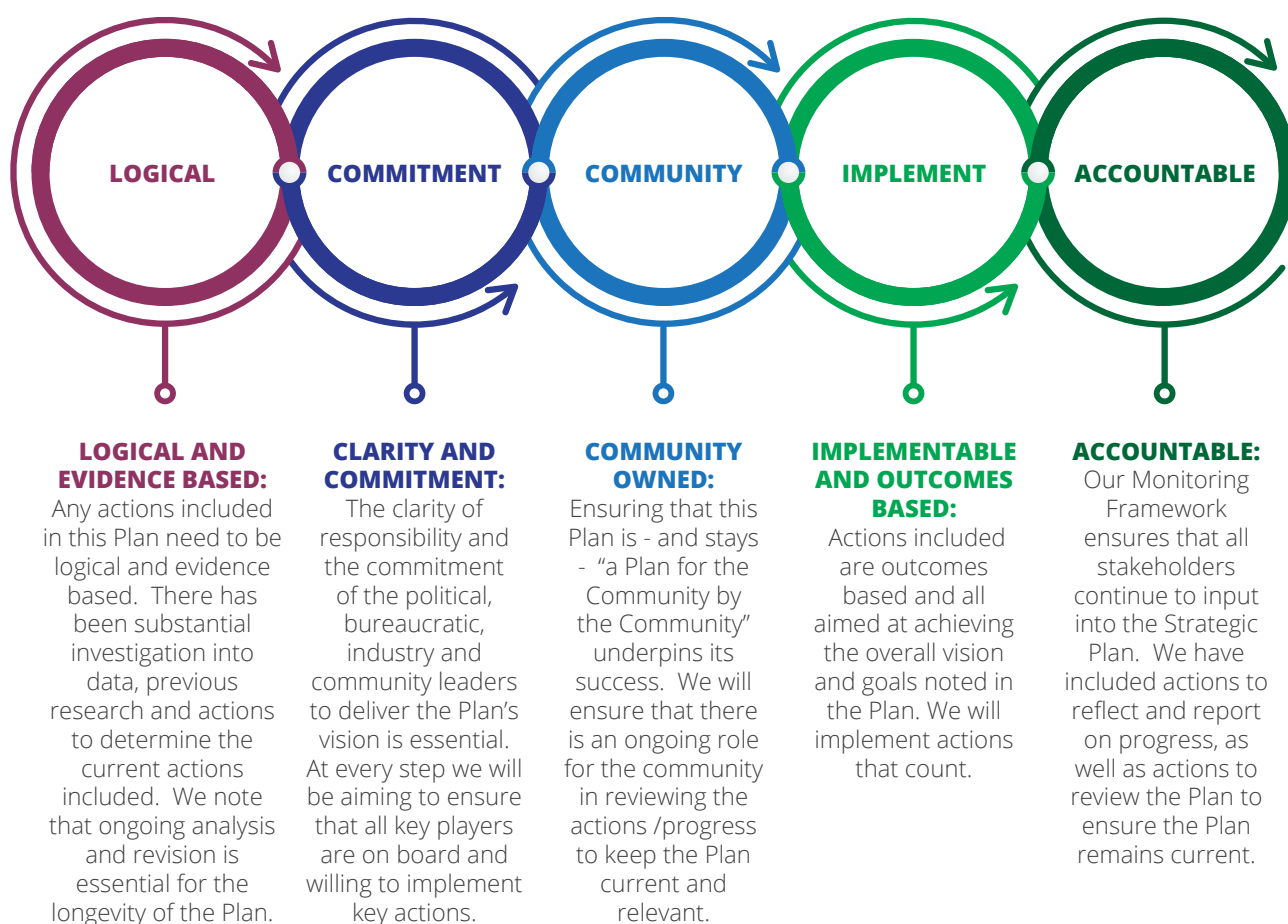 LOGICAL
COMMITMENT
COMMUNITY
IMPLEMENT
ACCOUNTABLE
LOGICAL AND
EVIDENCE BASED:
Any actions included
in this Plan need to be
logical and evidence
based.  There has
been substantial
investigation into
data, previous
research and actions
to determine the
current actions
included.  We note
that ongoing analysis
and revision is
essential for the
longevity of the Plan.
CLARITY AND
COMMITMENT:
The clarity of
responsibility and
the commitment
of the political,
bureaucratic,
industry and
community leaders
to deliver the Plan’s
vision is essential.
At every step we will
be aiming to ensure
that all key players
are on board and
willing to implement
key actions.
COMMUNITY
OWNED:
Ensuring that this
Plan is - and stays
- “a Plan for the
Community by
the Community”
underpins its
success.  We will
ensure that there
is an ongoing role
for the community
in reviewing the
actions /progress
to keep the Plan
current and
relevant.
IMPLEMENTABLE
AND OUTCOMES
BASED:
Actions included
are outcomes
based and all
aimed at achieving
the overall vision
and goals noted in
the Plan. We will
implement actions
that count.
ACCOUNTABLE:
Our Monitoring
Framework
ensures that all
stakeholders
continue to input
into the Strategic
Plan.  We have
included actions to
reflect and report
on progress, as
well as actions to
review the Plan to
ensure the Plan
remains current.